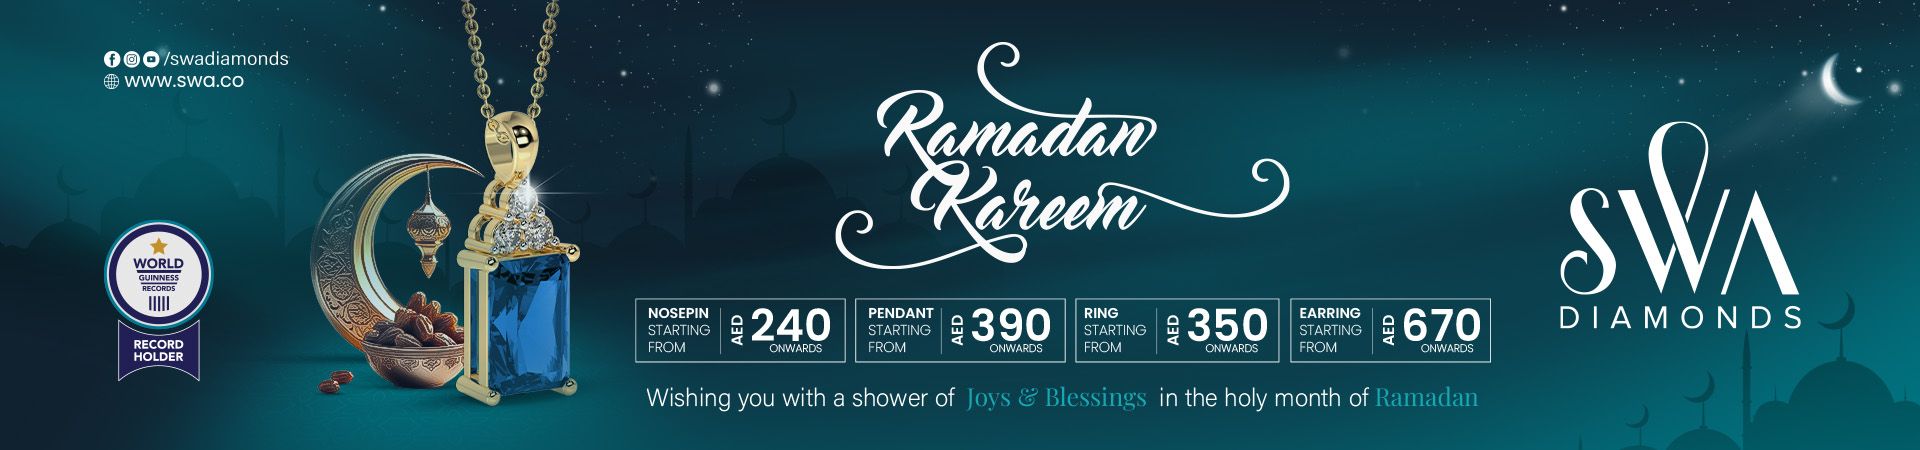 /swadiamonds
www.swa.co
WORLD
GUINNESS
RECORDS
RECORD
HOLDER
Ramadan
Kareem
NOSEPIN
STARTING
FROM
AED
240
ONWARDS
PENDANT
STARTING
FROM
AED
390
ONWARDS
RING
STARTING
FROM
AED
350
ONWARDS
EARRING
STARTING
FROM
AED
670
ONWARDS
Wishing you with a shower of Joys & Blessings in the holy month of Ramadan
SWA
DIAMONDS